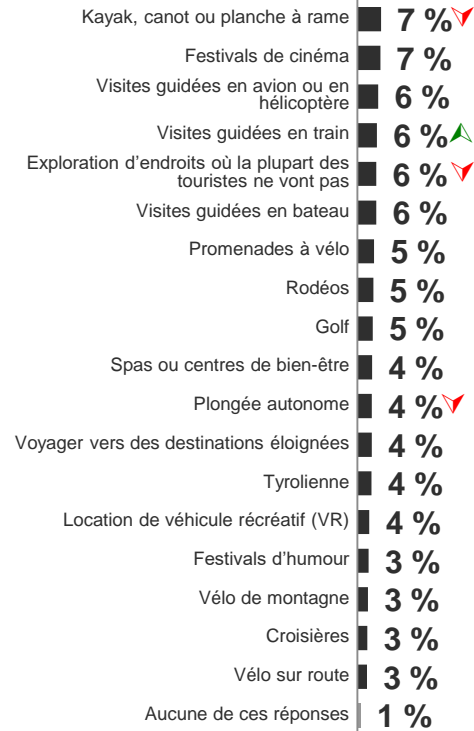 Kayak, canot ou planche à rame 7 %
Festivals de cinéma 7 %
Visites guidées en avion ou en
hélicoptère 6 %
Visites guidées en train 6 %
Exploration d'endroits où la plupart des
touristes ne vont pas 6 %
Visites guidées en bateau 6 %
Promenades à vélo 5 %
Rodéos 5 %
Golf 5 %
Spas ou centres de bien-être 4 %
Plongée autonome 4 %
Voyager vers des destinations éloignées 4 %
Tyrolienne 4 %
Location de véhicule récréatif (VR) 4 %
Festivals d'humour 3 %
Vélo de montagne 3 %
Croisières 3 %
Vélo sur route 3 %
Aucune de ces réponses 1 %